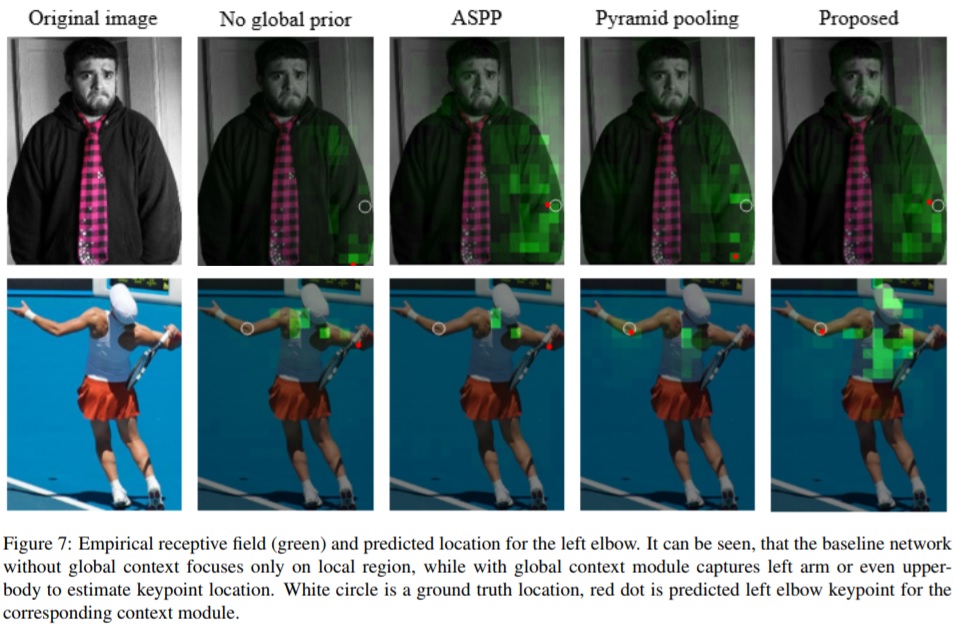 Original image No global prior ASPP Pyramid pooling Proposed
Figure 7: Empirical receptive field (green) and predicted location for the left elbow. It can be seen, that the baseline network
without global context focuses only on local region, while with global context module captures left arm or even upper-
body to estimate keypoint location. White circle is a ground truth location, red dot is predicted left elbow keypoint for the
corresponding context module.